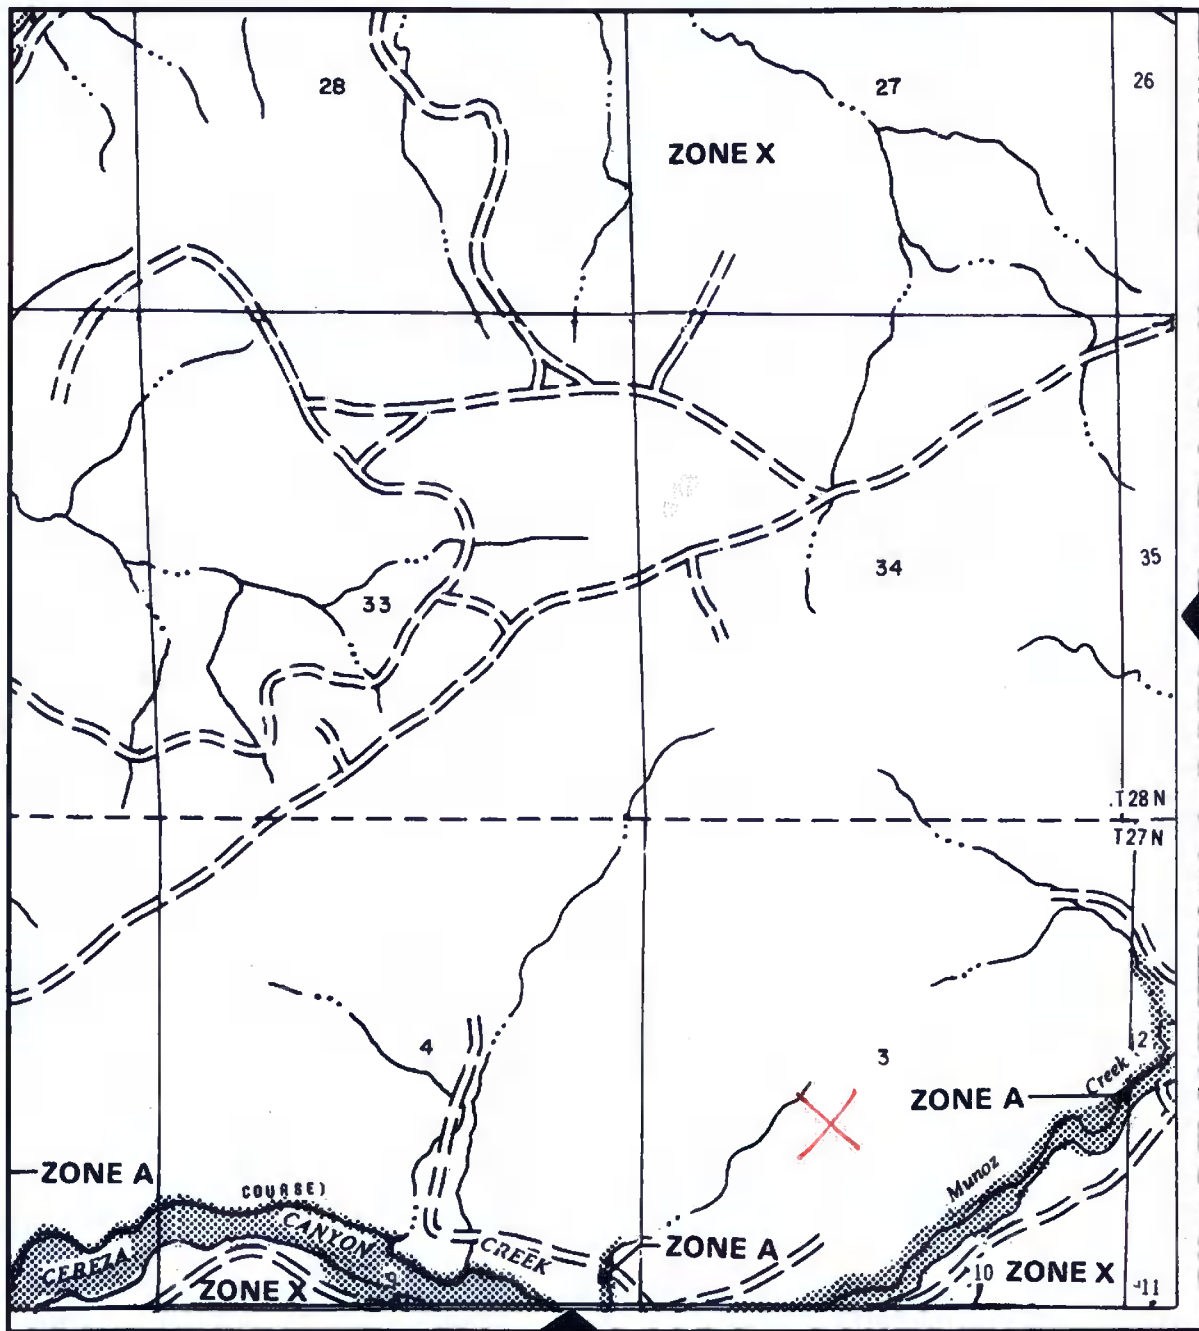 28
27
26
ZONE X
34
35
33
T28N
T27N
4
3
2
Creek
ZONE A
ZONE A
Munoz
COURSE)
CANYON
CREEK
ZONE A
CEREZA
ZONE X
9
10
ZONE X
11